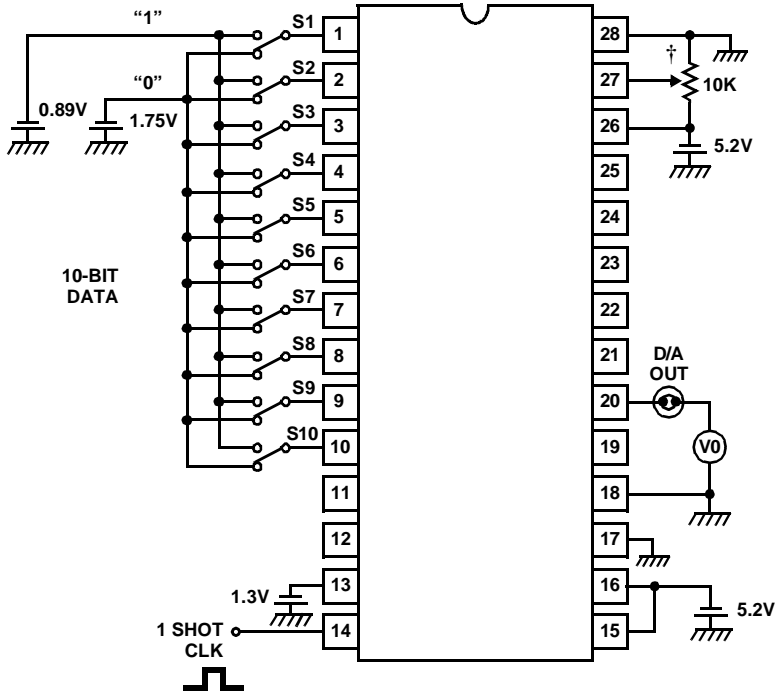 “1”
S1
1
28
†
“0”
S2
2
27
10K
0.89V
1.75V
S3
3
26
5.2V
S4
4
25
S5
5
24
10-BIT
DATA
S6
6
23
S7
7
22
S8
8
21
D/A
OUT
S9
9
20
S10
10
19
V0
11
18
12
17
1.3V
13
16
5.2V
1 SHOT
CLK
14
15